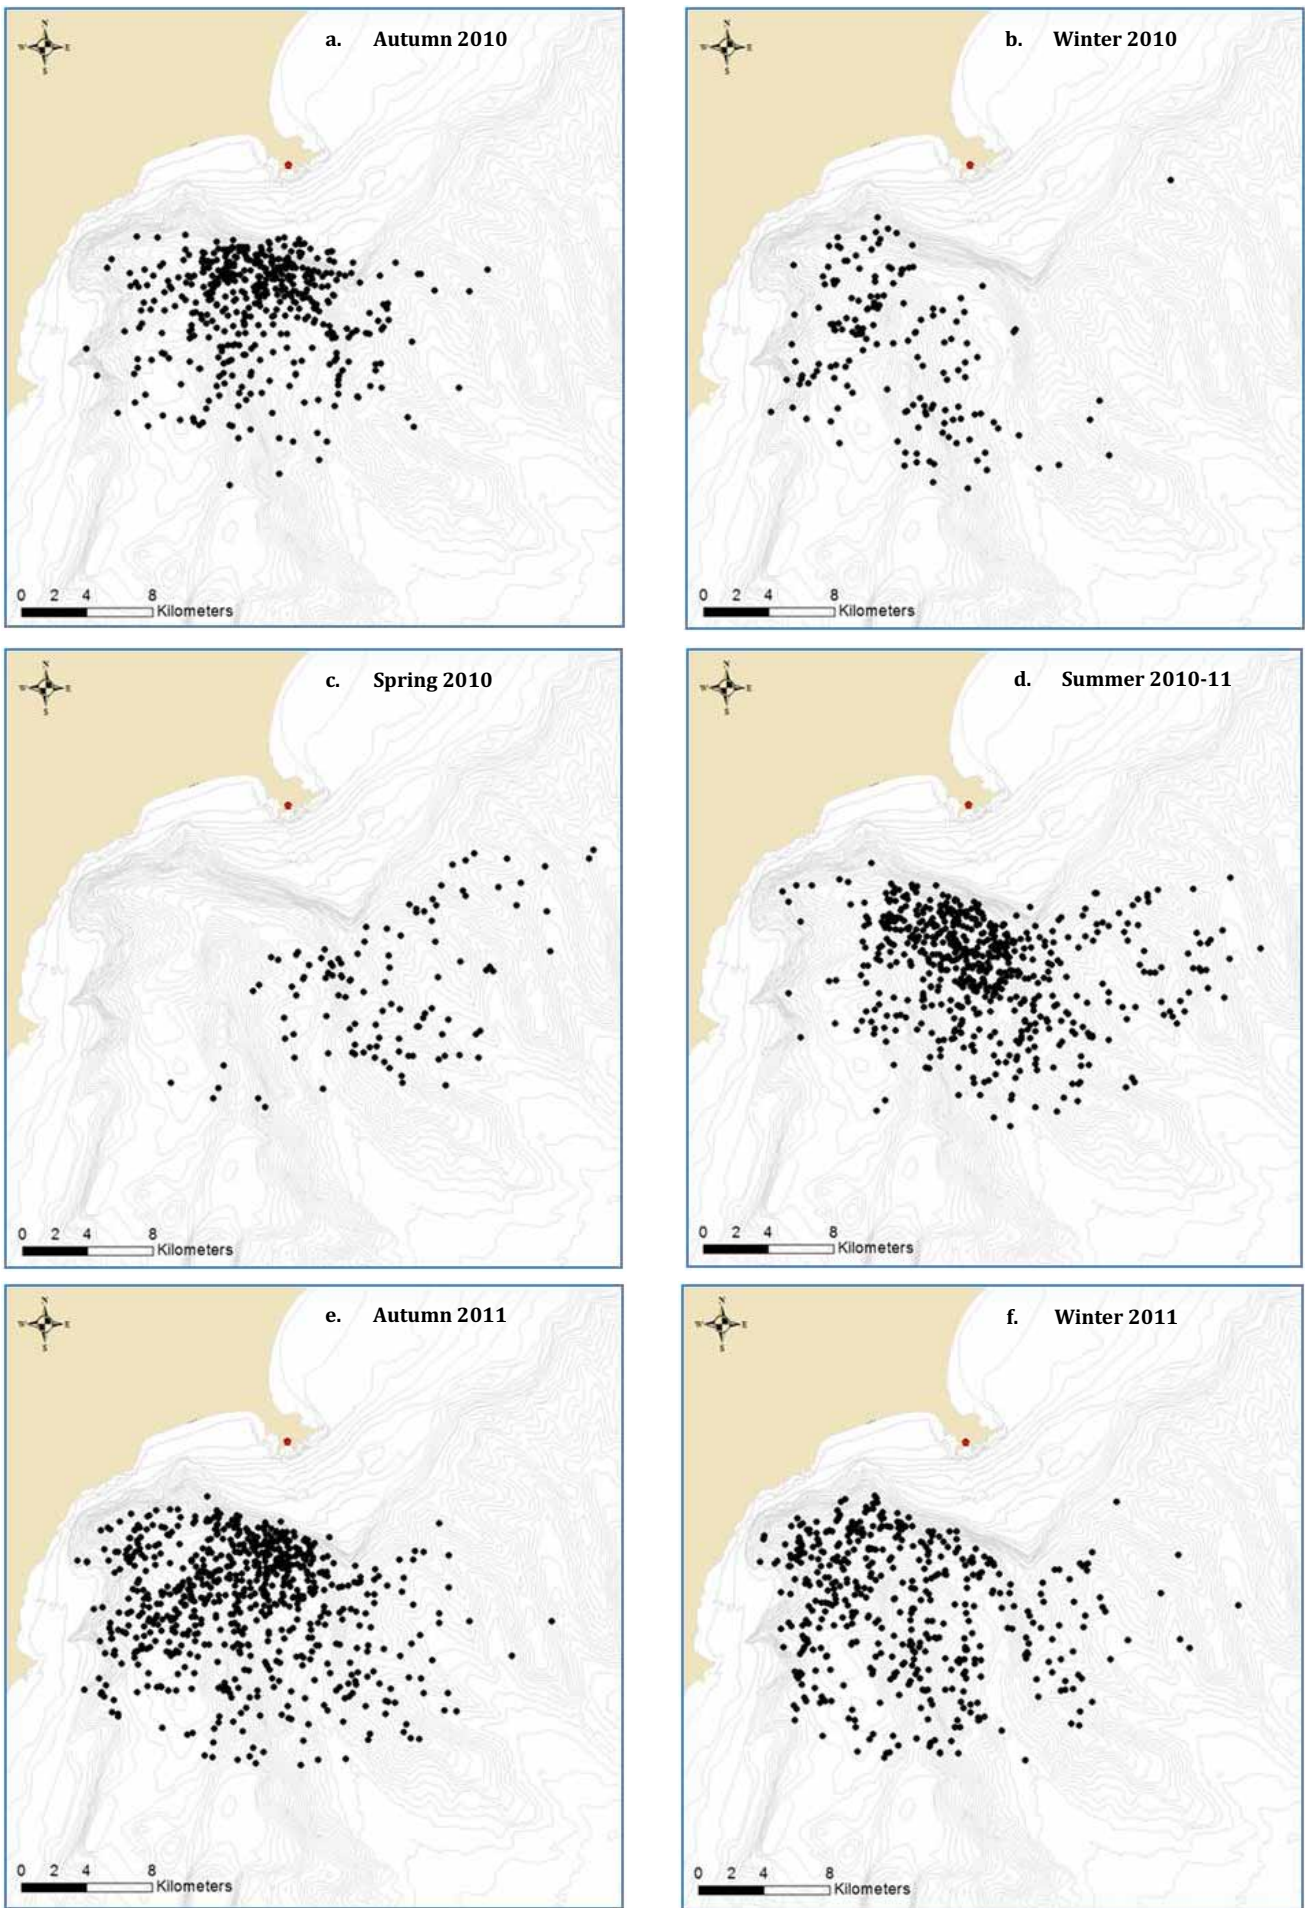 N
W E
S
a. Autumn 2010
0 2 4 8
Kilometers
N
W E
S
b. Winter 2010
0 2 4 8
Kilometers
N
W E
S
c. Spring 2010
0 2 4 8
Kilometers
N
W E
S
d. Summer 2010-11
0 2 4 8
Kilometers
N
W E
S
e. Autumn 2011
0 2 4 8
Kilometers
N
W E
S
f. Winter 2011
0 2 4 8
Kilometers